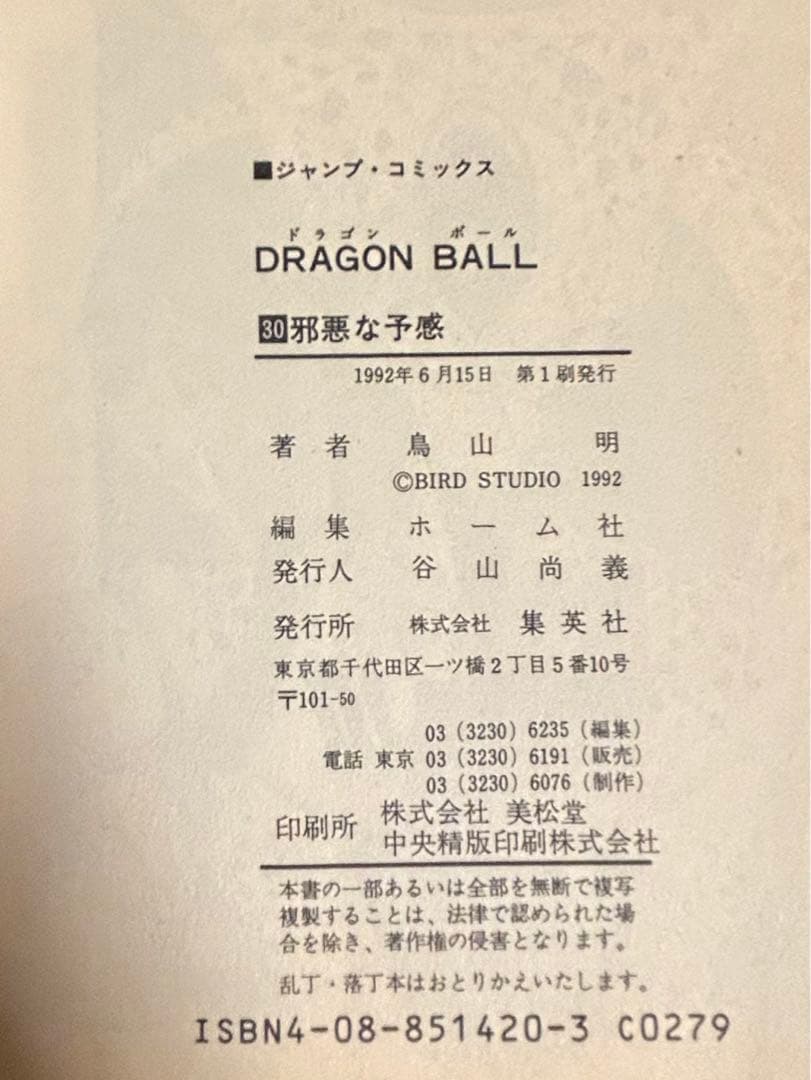 ■ジャンプ・コミックス
ドラゴン ボール
DRAGON BALL
30邪悪な予感
1992年6月15日 第1刷発行
著者 鳥山 明
©BIRD STUDIO 1992
編集 ホーム社
発行人 谷山尚義
発行所 株式会社 集英社
東京都千代田区一ツ橋2丁目5番10号
〒101-50
03 (3230) 6235 (編集)
電話 東京 03 (3230) 6191 (販売)
03 (3230) 6076 (制作)
印刷所 株式会社 美松堂
中央精版印刷株式会社
本書の一部あるいは全部を無断で複写
複製することは、法律で認められた場
合を除き、著作権の侵害となります。
乱丁・落丁本はおとりかえいたします。
ISBN4-08-851420-3 C0279